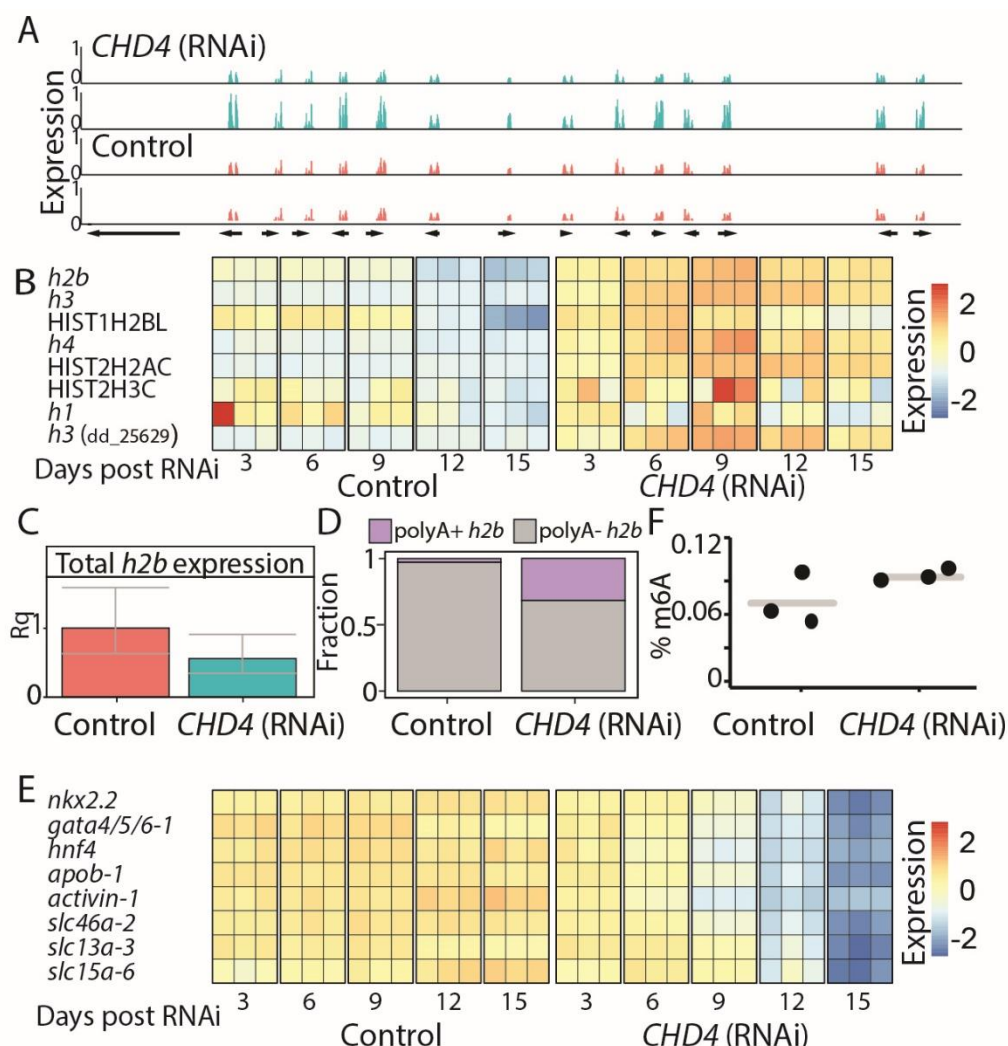 A
CHD4 (RNAi)
1
0
1
0
Control
1
0
1
0
Expression
B
h2b
h3
HIST1H2BL
h4
HIST2H2AC
HIST2H3C
h1
h3 (dd_25629)
Days post RNAi
3 6 9 12 15 3 6 9 12 15
Control CHD4 (RNAi)
Expression
2
0
-2
C
Total h2b expression
Rq
1
0
Control CHD4 (RNAi)
D
polyA+ h2b polyA- h2b
Fraction
1
0.5
0
Control CHD4 (RNAi)
F
% m6A
0.12
0.06
0
Control CHD4 (RNAi)
E
nkx2.2
gata4/5/6-1
hnf4
apob-1
activin-1
slc46a-2
slc13a-3
slc15a-6
Days post RNAi
3 6 9 12 15 3 6 9 12 15
Control CHD4 (RNAi)
Expression
2
0
-2